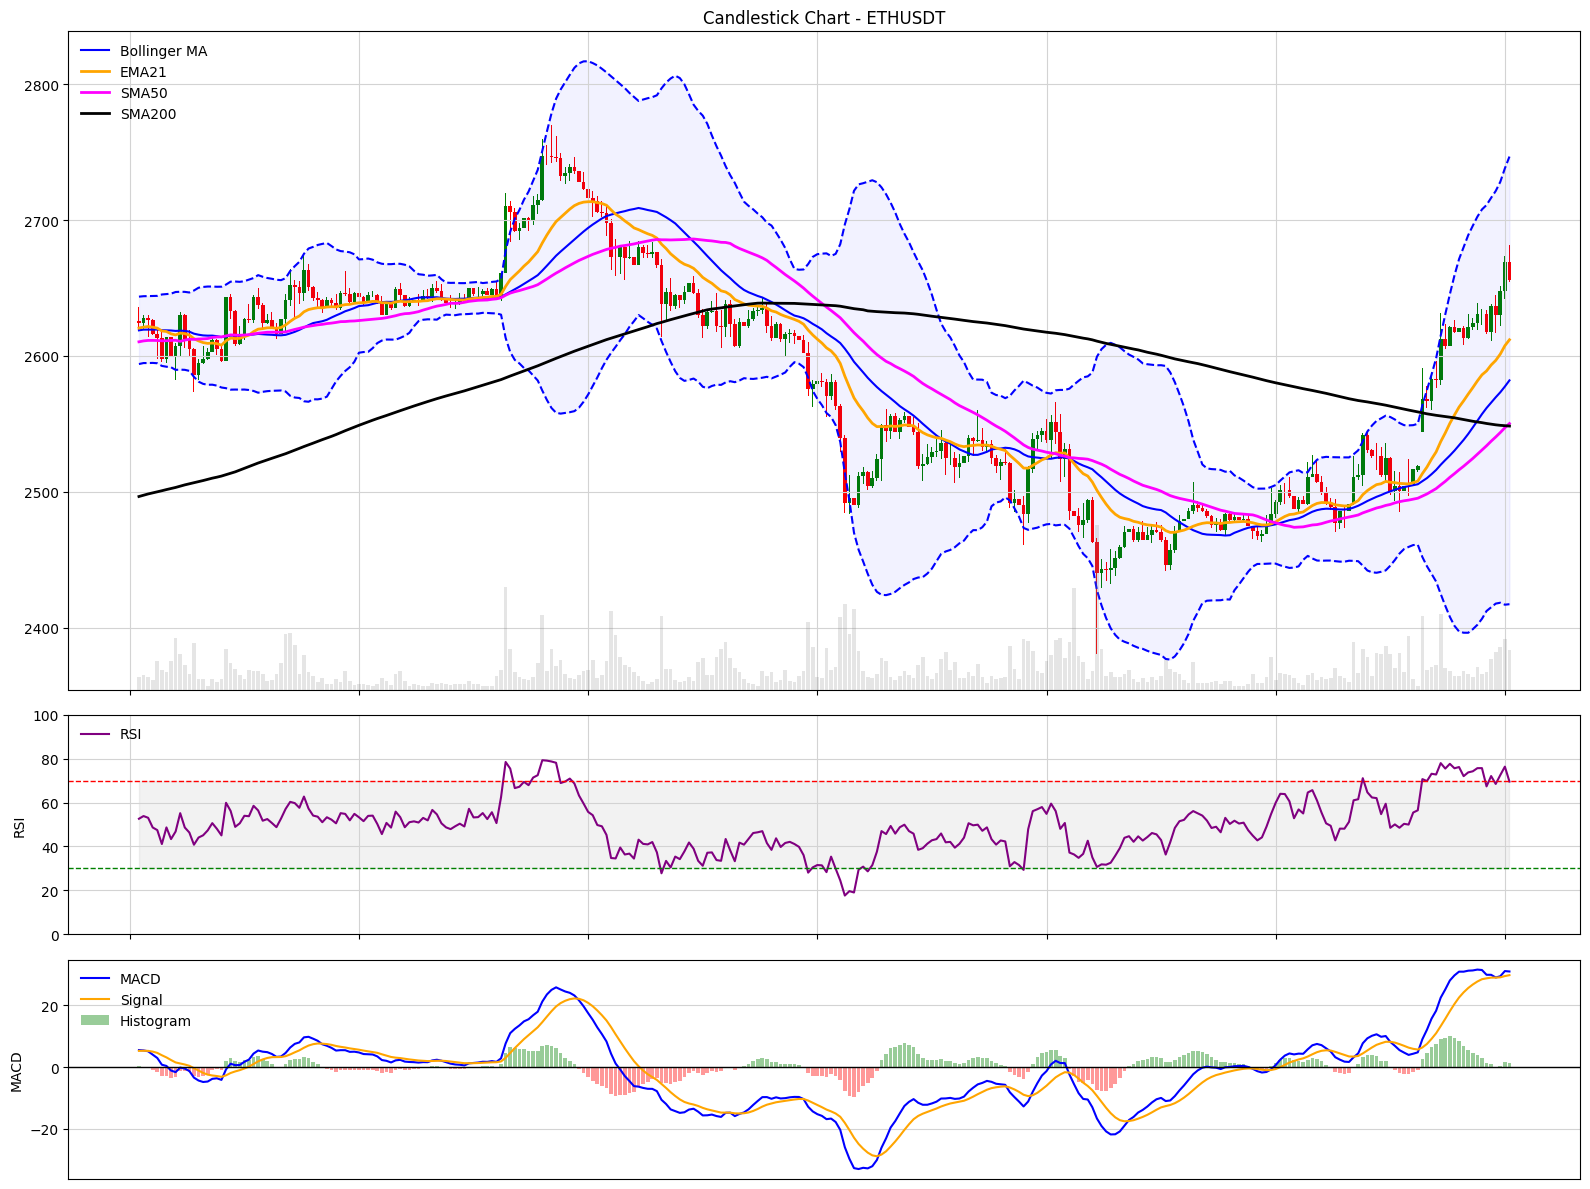 Candlestick Chart - ETHUSDT
Bollinger MA
EMA21
SMA50
SMA200
2800
2700
2600
2500
2400
RSI
100
80
60
40
20
0
RSI
MACD
Signal
Histogram
20
0
−20
MACD